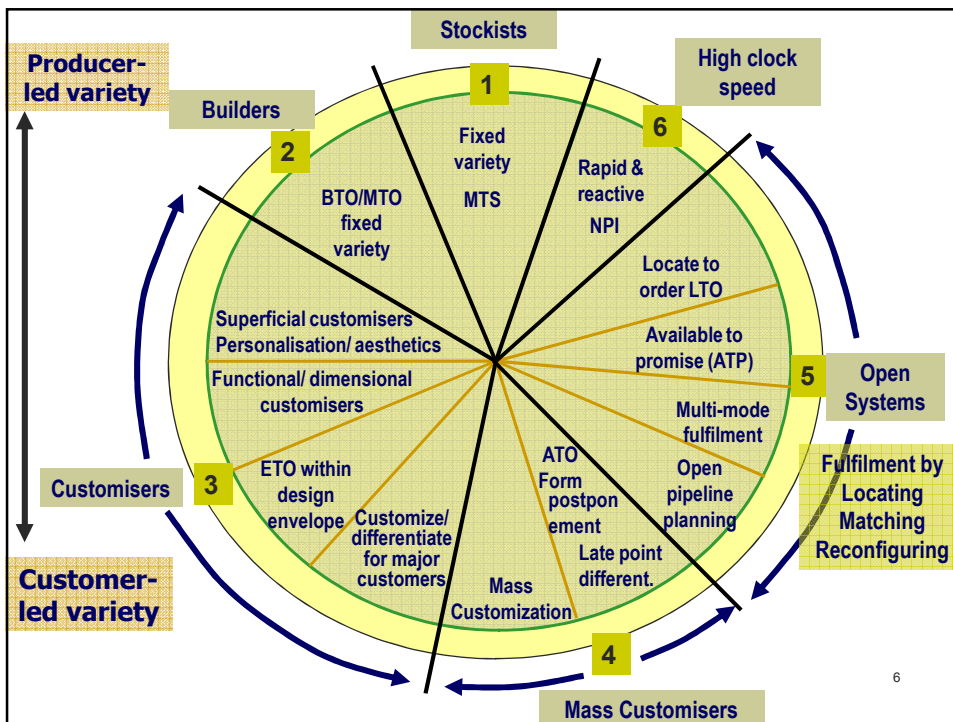 Stockists
High clock
speed
Producer-
led variety
Builders
1
2
6
Fixed
variety
MTS
Rapid &
reactive
NPI
BTO/MTO
fixed
variety
Locate to
order LTO
Superficial customisers
Personalisation/ aesthetics
Available to
promise (ATP)
5
Open
Systems
Functional/ dimensional
customisers
Multi-mode
fulfilment
Customisers
3
ETO within
design
envelope
ATO
Form
postpon
ement
Open
pipeline
planning
Fulfilment by
Locating
Matching
Reconfiguring
Customize/
differentiate
for major
customers
Late point
different.
Customer-
led variety
Mass
Customization
4
Mass Customisers
6